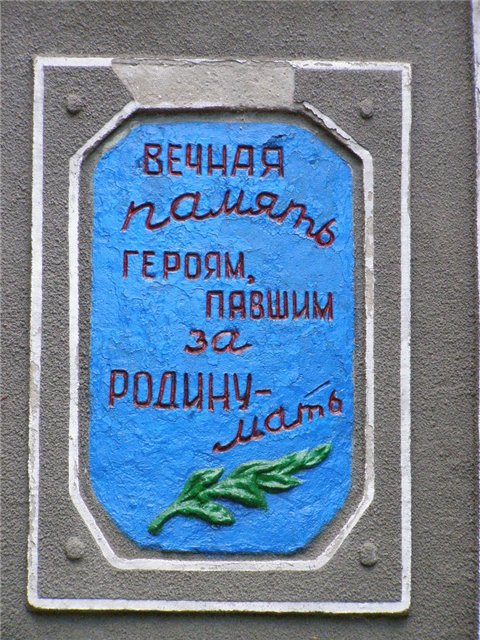 ВЕЧНАЯ
память
ГЕРОЯМ,
ПАВШИМ
за
РОДИНУ-
мать